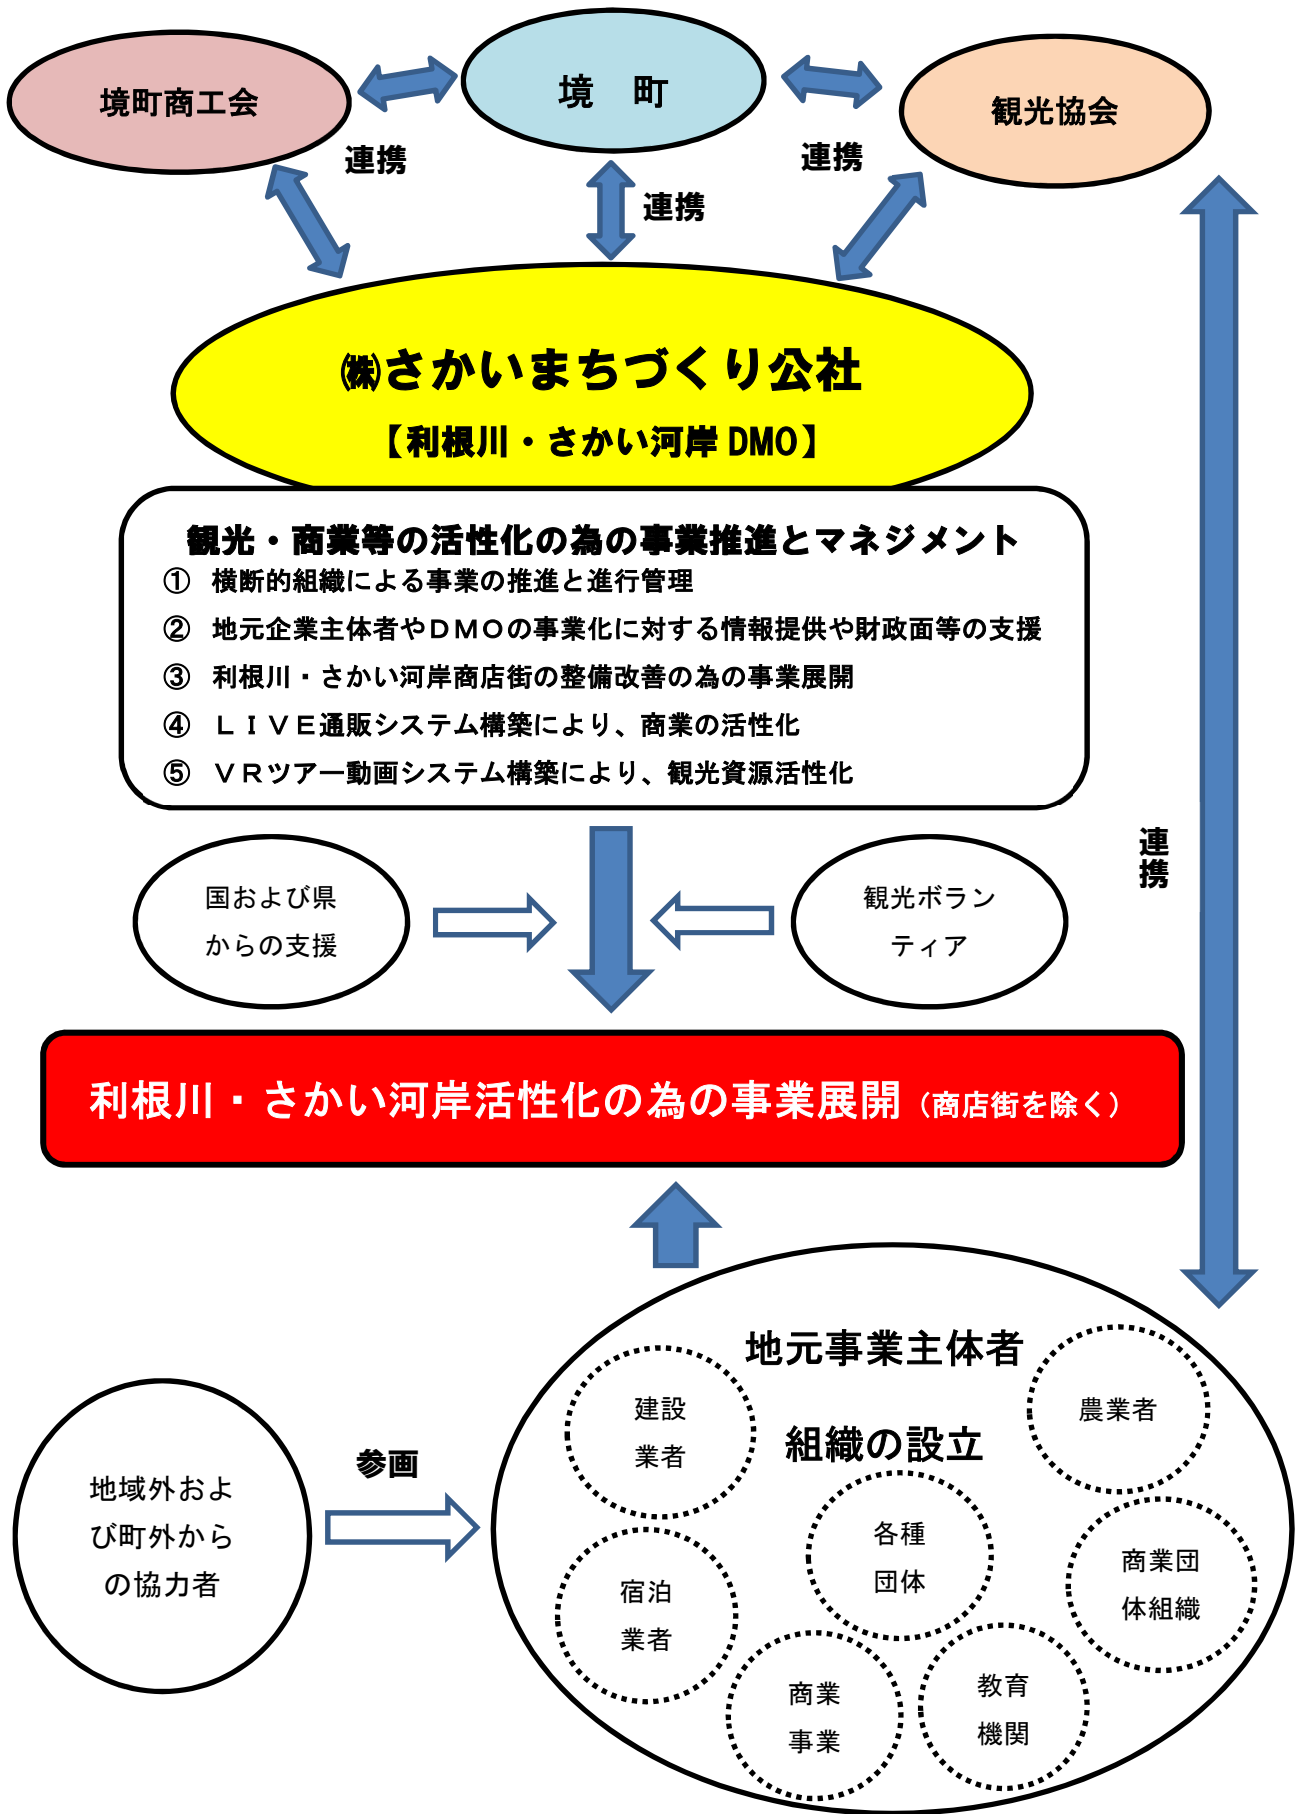 境町商工会
境　町
観光協会
連携
連携
連携
㈱さかいまちづくり公社
【利根川・さかい河岸DMO】
観光・商業等の活性化の為の事業推進とマネジメント
①　横断的組織による事業の推進と進行管理
②　地元企業主体者やＤＭＯの事業化に対する情報提供や財政面等の支援
③　利根川・さかい河岸商店街の整備改善の為の事業展開
④　ＬＩＶＥ通販システム構築により、商業の活性化
⑤　ＶＲツアー動画システム構築により、観光資源活性化
国および県
からの支援
観光ボラン
ティア
連携
利根川・さかい河岸活性化の為の事業展開（商店街を除く）
地元事業主体者
組織の設立
建設
業者
農業者
各種
団体
商業団
体組織
宿泊
業者
商業
事業
教育
機関
参画
地域外およ
び町外から
の協力者